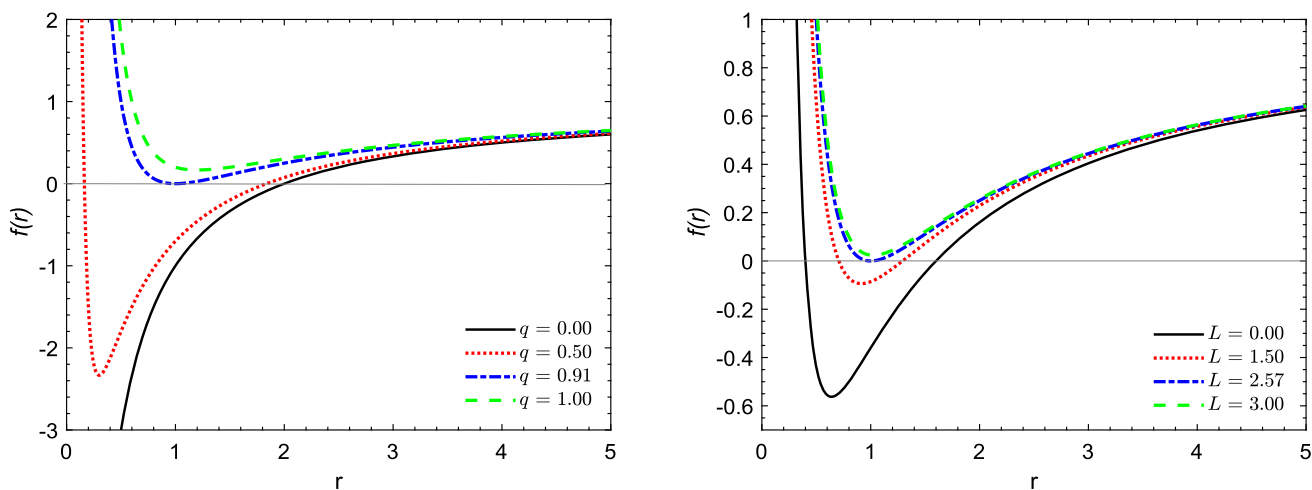 2
1
0
-1
-2
-3
0
1
2
3
4
5
f(r)
r
q = 0.00
q = 0.50
q = 0.91
q = 1.00
1
0.8
0.6
0.4
0.2
0
-0.2
-0.4
-0.6
0
1
2
3
4
5
f(r)
r
L = 0.00
L = 1.50
L = 2.57
L = 3.00